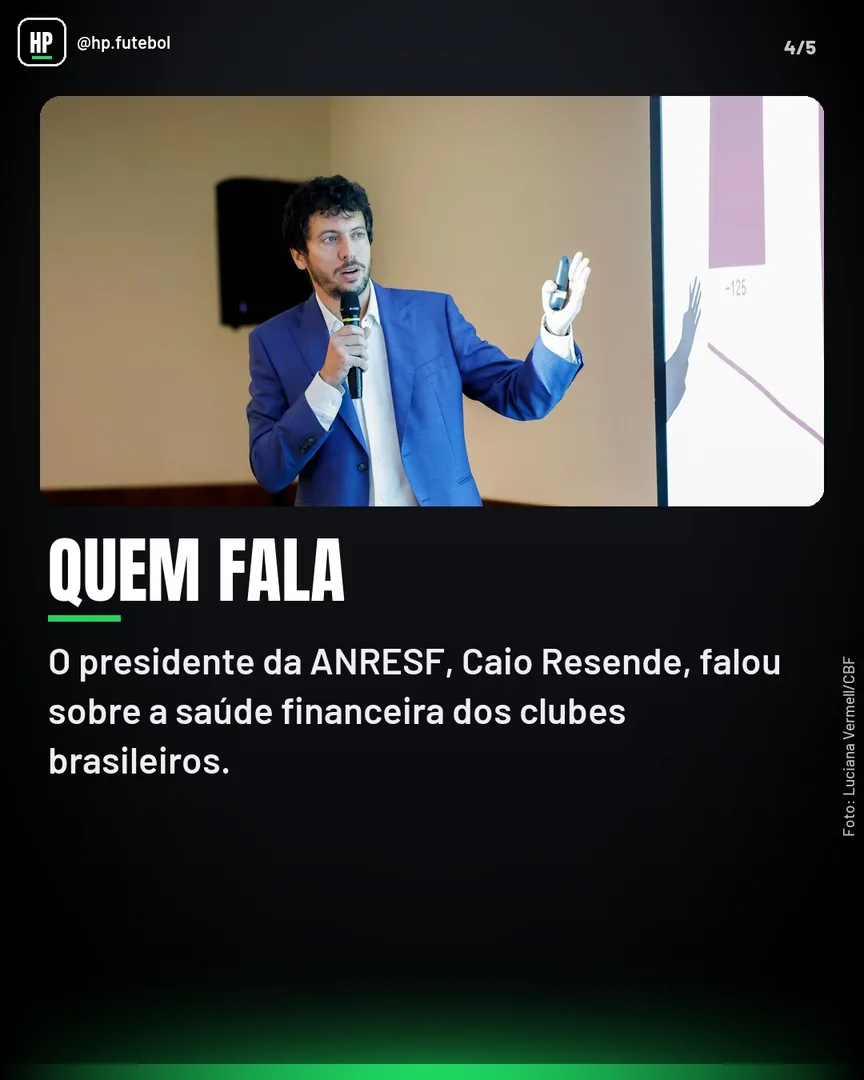 HP
@hp.futebol
4/5
-125
QUEM FALA
O presidente da ANRESF, Caio Resende, falou
sobre a saúde financeira dos clubes
brasileiros.
Foto: Luciana Vermell/CBF